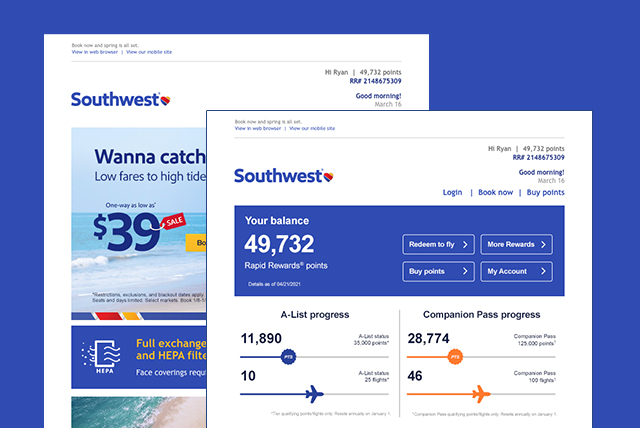 Book now and spring is all set.
View in web browser | View our mobile site
Hi Ryan | 49,732 points
RR# 2148675309
Southwest
Good morning!
March 16
Wanna catch
Low fares to high tide
One-way as low as*
$39
SALE
Bo
*Restrictions, exclusions, and blackout dates apply.
Seats and days limited. Select markets. Book 1/8-
Full exchange
and HEPA filte
HEPA
Face coverings requ
Book now and spring is all set.
View in web browser | View our mobile site
Hi Ryan | 49,732 points
RR# 2148675309
Southwest®
Good morning!
March 16
Login | Book now | Buy points
Your balance
49,732
Rapid Rewards® points
Details as of 04/21/2021
Redeem to fly
More Rewards
Buy points
My Account
A-List progress
11,890
A-List status
35,000 points*
PTS
10
A-List status
25 flights*
*Tier qualifying points/flights only. Resets annually on January 1
Companion Pass progress
28,774
Companion Pass
125,000 points†
PTS
46
Companion Pass
100 flights†
†Companion Pass qualifying points/flights only. Resets annually on January 1